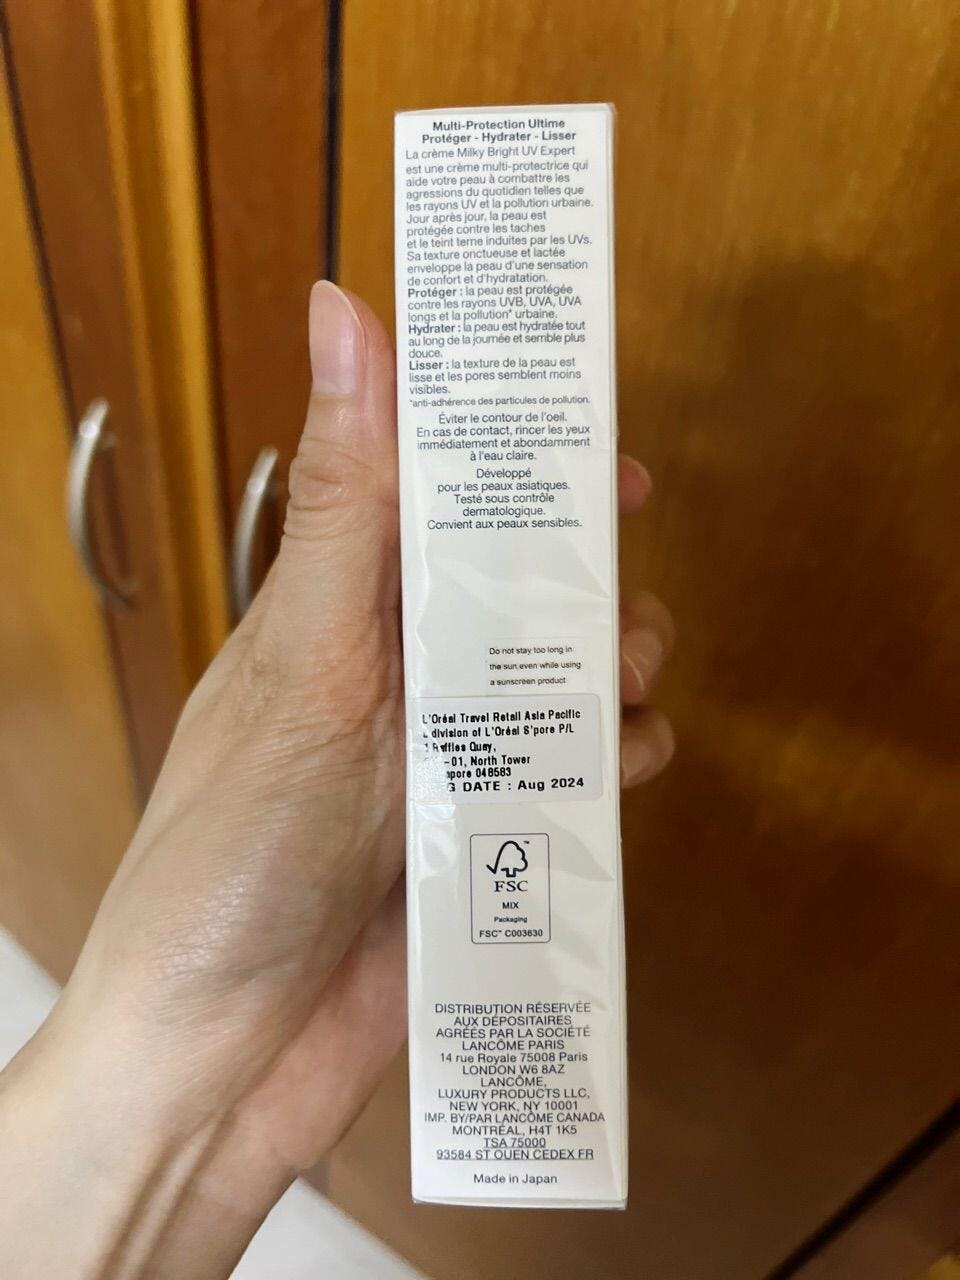 Multi-Protection Ultime
Protéger - Hydrater - Lisser
La crème Milky Bright UV Expert
est une crème multi-protectrice qui
aide votre peau à combattre les
agressions du quotidien telles que
les rayons UV et la pollution urbaine.
Jour après jour, la peau est
protégée contre les taches
et le teint terne induites par les UVs.
Sa texture onctueuse et lactée
enveloppe la peau d'une sensation
de confort et d'hydratation.
Protéger : la peau est protégée
contre les rayons UVB, UVA, UVA
longs et la pollution* urbaine.
Hydrater : la peau est hydratée tout
au long de la journée et semble plus
douce.
Lisser : la texture de la peau est
lisse et les pores semblent moins
visibles.
*anti-adhérence des particules de pollution.
Éviter le contour de l'oeil.
En cas de contact, rincer les yeux
immédiatement et abondamment
à l'eau claire.
Développé
pour les peaux asiatiques.
Testé sous contrôle
dermatologique.
Convient aux peaux sensibles.
Do not stay too long in
the sun,even while using
a sunscreen product
L'Oréal Travel Retail Asia Pacific
division of L'Oréal S'pore P/L
Raffles Quay,
-01, North Tower
048583
DATE : Aug 2024
FSC
MIX
Packaging
FSC™ C003630
DISTRIBUTION RÉSERVÉE
AUX DÉPOSITAIRES
AGRÉÉS PAR LA SOCIÉTÉ
LANCÔME PARIS
14 rue Royale 75008 Paris
LONDON W6 8AZ
LANCÔME,
LUXURY PRODUCTS LLC,
NEW YORK, NY 10001
IMP. BY/PAR LANCÔME CANADA
MONTRÉAL, H4T 1K5
TSA 75000
93584 ST OUEN CEDEX FR
Made in Japan